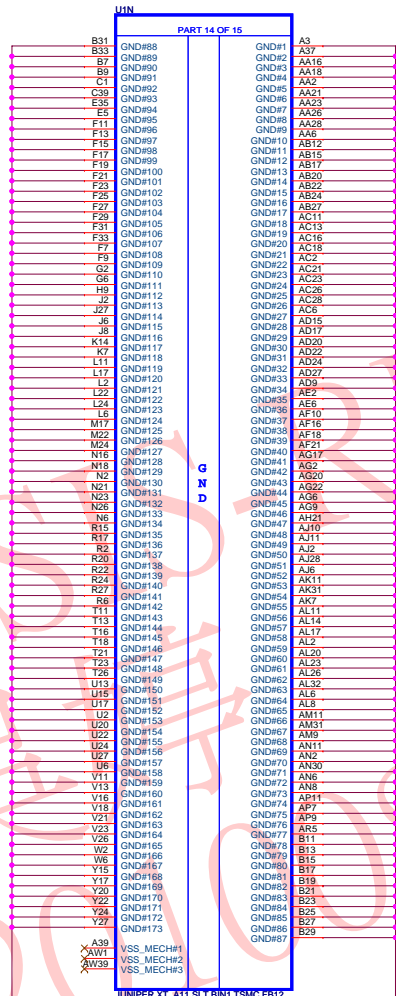 U1N
PART 14 OF 15
B31 GND#88
B33 GND#89
B7 GND#90
B9 GND#91
C1 GND#92
C39 GND#93
E35 GND#94
E5 GND#95
F11 GND#96
F13 GND#97
F15 GND#98
F17 GND#99
F19 GND#100
F21 GND#101
F23 GND#102
F25 GND#103
F27 GND#104
F29 GND#105
F31 GND#106
F33 GND#107
F7 GND#108
F9 GND#109
G2 GND#110
G6 GND#111
H9 GND#112
J2 GND#113
J27 GND#114
J6 GND#115
J8 GND#116
K14 GND#117
K7 GND#118
L11 GND#119
L17 GND#120
L2 GND#121
L22 GND#122
L24 GND#123
L6 GND#124
M17 GND#125
M22 GND#126
M24 GND#127
N16 GND#128
N18 GND#129
N2 GND#130
N21 GND#131
N23 GND#132
N26 GND#133
N6 GND#134
R15 GND#135
R17 GND#136
R2 GND#137
R20 GND#138
R22 GND#139
R24 GND#140
R27 GND#141
R6 GND#142
T11 GND#143
T13 GND#144
T16 GND#145
T18 GND#146
T21 GND#147
T23 GND#148
T26 GND#149
U13 GND#150
U15 GND#151
U17 GND#152
U2 GND#153
U20 GND#154
U22 GND#155
U24 GND#156
U27 GND#157
U6 GND#158
V11 GND#159
V13 GND#160
V16 GND#161
V18 GND#162
V21 GND#163
V23 GND#164
V26 GND#165
W2 GND#166
W6 GND#167
Y15 GND#168
Y17 GND#169
Y20 GND#170
Y22 GND#171
Y24 GND#172
Y27 GND#173
A39 VSS_MECH#1
AW1 VSS_MECH#2
AW39 VSS_MECH#3
G
N
D
GND#1 A3
GND#2 A37
GND#3 AA16
GND#4 AA18
GND#5 AA2
GND#6 AA21
GND#7 AA23
GND#8 AA26
GND#9 AA28
GND#10 AA6
GND#11 AB12
GND#12 AB15
GND#13 AB17
GND#14 AB20
GND#15 AB22
GND#16 AB24
GND#17 AB27
GND#18 AC11
GND#19 AC13
GND#20 AC16
GND#21 AC18
GND#22 AC2
GND#23 AC21
GND#24 AC23
GND#25 AC26
GND#26 AC28
GND#27 AC6
GND#28 AD15
GND#29 AD17
GND#30 AD20
GND#31 AD22
GND#32 AD24
GND#33 AD27
GND#34 AD9
GND#35 AE2
GND#36 AE6
GND#37 AF10
GND#38 AF16
GND#39 AF18
GND#40 AF21
GND#41 AG17
GND#42 AG2
GND#43 AG20
GND#44 AG22
GND#45 AG6
GND#46 AG9
GND#47 AH21
GND#48 AJ10
GND#49 AJ11
GND#50 AJ2
GND#51 AJ28
GND#52 AJ6
GND#53 AK11
GND#54 AK31
GND#55 AK7
GND#56 AL11
GND#57 AL14
GND#58 AL17
GND#59 AL2
GND#60 AL20
GND#61 AL23
GND#62 AL26
GND#63 AL32
GND#64 AL6
GND#65 AL8
GND#66 AM11
GND#67 AM31
GND#68 AM9
GND#69 AN11
GND#70 AN2
GND#71 AN30
GND#72 AN6
GND#73 AN8
GND#74 AP11
GND#75 AP7
GND#76 AP9
GND#77 AR5
GND#78 B11
GND#79 B13
GND#80 B15
GND#81 B17
GND#82 B19
GND#83 B21
GND#84 B23
GND#85 B25
GND#86 B27
GND#87 B29
JUNIPER XT A11 SLT BIN1 TSMC FB12